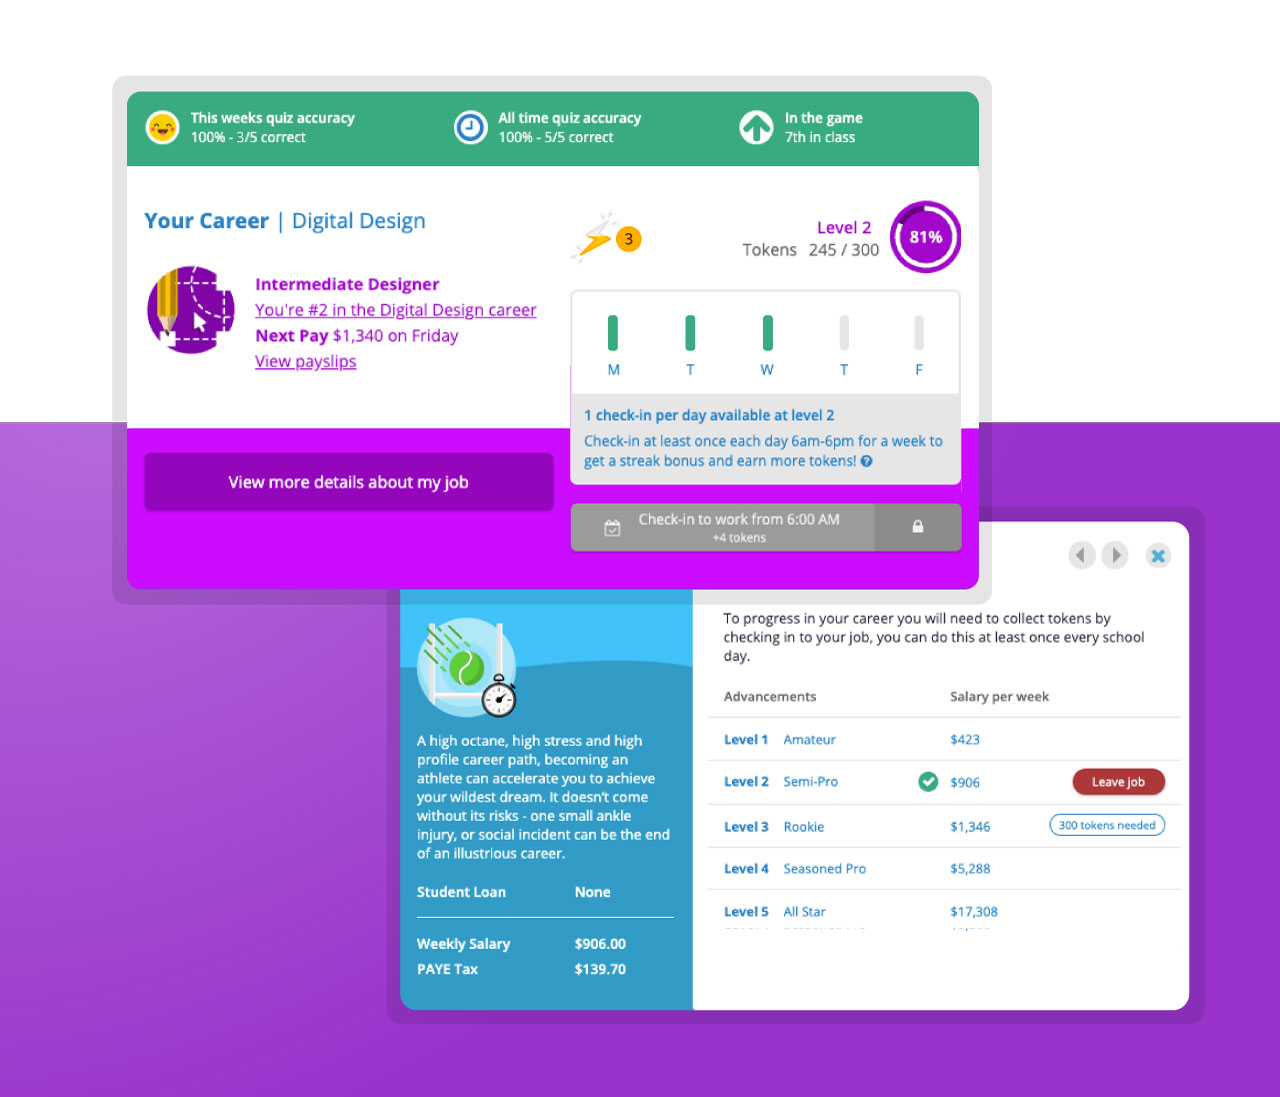 This weeks quiz accuracy
100% - 3/5 correct
All time quiz accuracy
100% - 5/5 correct
In the game
7th in class
Your Career | Digital Design
3
Level 2
Tokens 245 / 300
81%
Intermediate Designer
You're #2 in the Digital Design career
Next Pay $1,340 on Friday
View payslips
M T W T F
1 check-in per day available at level 2
Check-in at least once each day 6am-6pm for a week to
get a streak bonus and earn more tokens!
View more details about my job
Check-in to work from 6:00 AM
+4 tokens
A high octane, high stress and high
profile career path, becoming an
athlete can accelerate you to achieve
your wildest dream. It doesn't come
without its risks - one small ankle
injury, or social incident can be the end
of an illustrious career.
Student Loan None
Weekly Salary $906.00
PAYE Tax $139.70
To progress in your career you will need to collect tokens by
checking in to your job, you can do this at least once every school
day.
Advancements Salary per week
Level 1 Amateur $423
Level 2 Semi-Pro $906 Leave job
Level 3 Rookie $1,346 300 tokens needed
Level 4 Seasoned Pro $5,288
Level 5 All Star $17,308